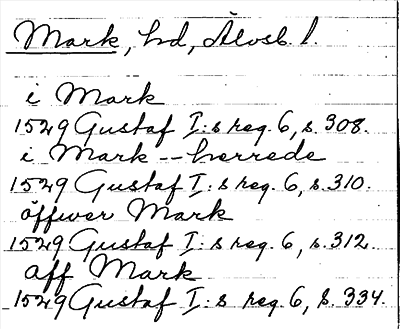 Mark, hd, Älvsb. l.
i Mark
1529 Gustaf I:s reg. 6, s. 308.
i Mark -- herrede
1529 Gustaf I:s reg. 6, s. 310.
öffwer Mark
1529 Gustaf I:s reg. 6, s. 312.
aff Mark
1529 Gustaf I:s reg. 6, s. 334.